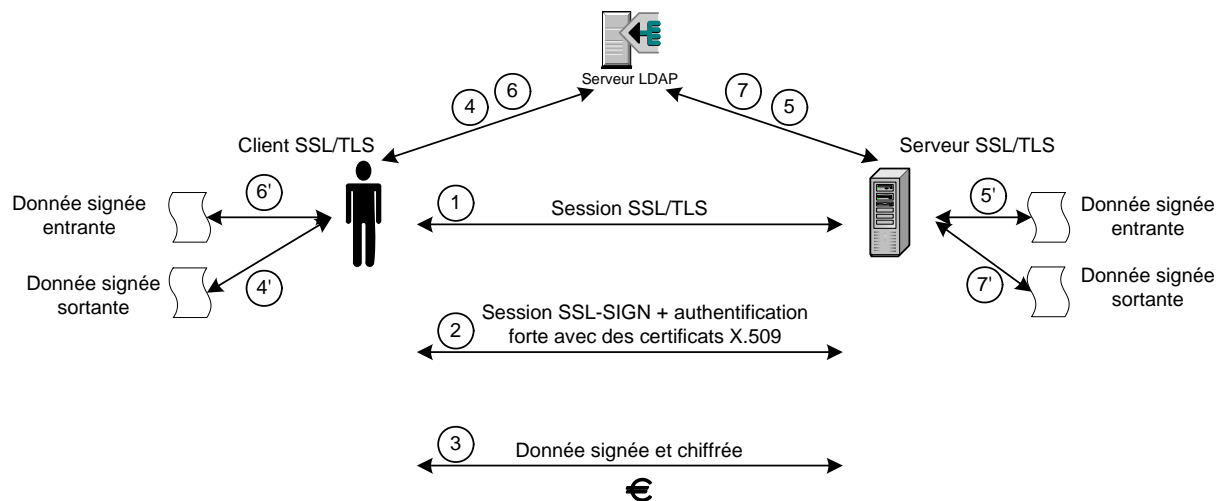 Serveur LDAP
4
6
7
5
Client SSL/TLS
Serveur SSL/TLS
6'
1
Session SSL/TLS
5'
Donnée signée
entrante
Donnée signée
entrante
4'
7'
Donnée signée
sortante
Donnée signée
sortante
2
Session SSL-SIGN + authentification
forte avec des certificats X.509
3
Donnée signée et chiffrée
€